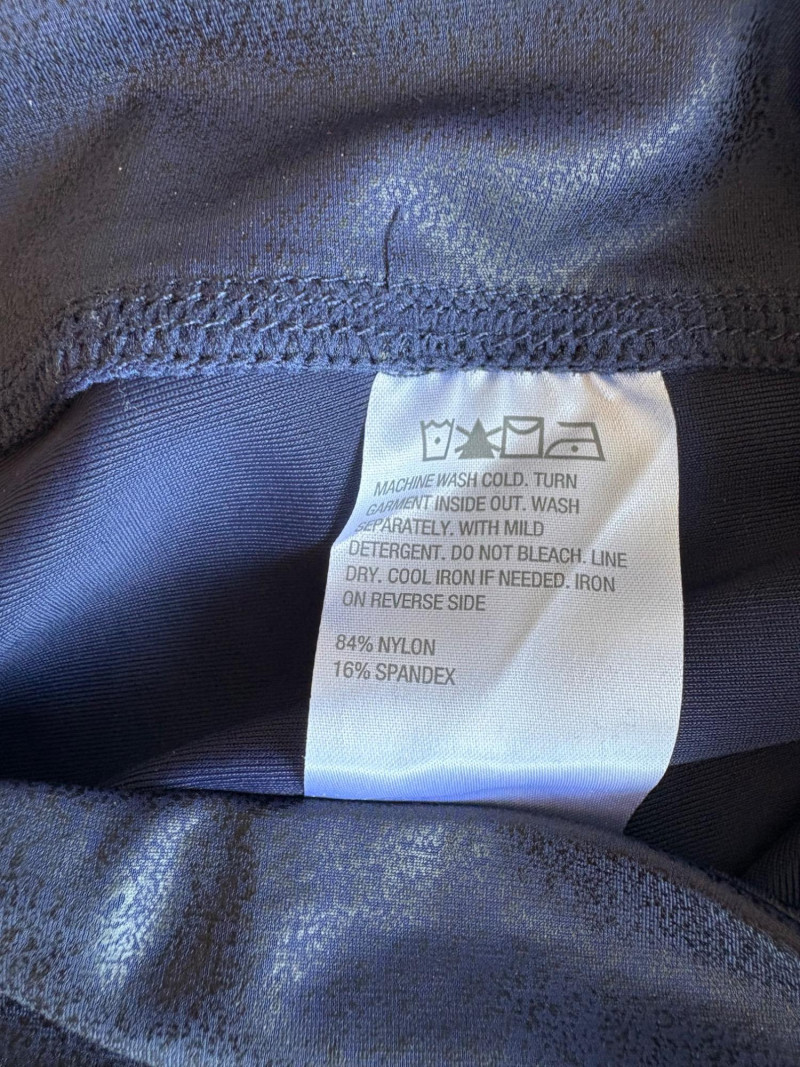 MACHINE WASH COLD. TURN
GARMENT INSIDE OUT. WASH
SEPARATELY. WITH MILD
DETERGENT. DO NOT BLEACH. LINE
DRY. COOL IRON IF NEEDED. IRON
ON REVERSE SIDE
84% NYLON
16% SPANDEX